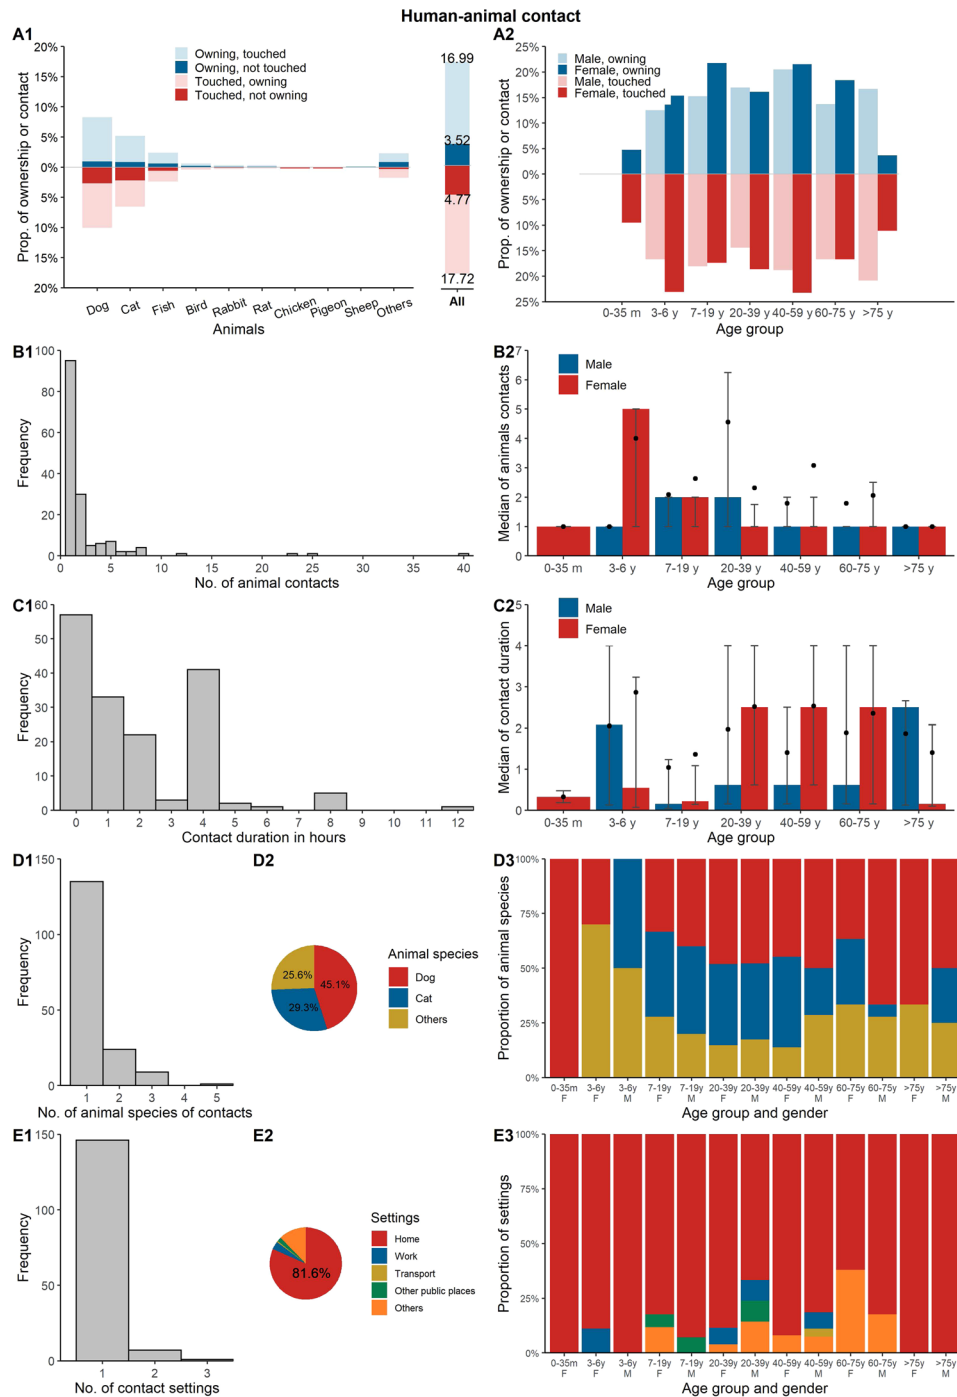 Human-animal contact
A1
Prop. of ownership or contact
20%
15%
10%
5%
0%
5%
10%
15%
20%
Owning, touched
Owning, not touched
Touched, owning
Touched, not owning
16.99
3.52
4.77
17.72
Dog Cat Fish Bird Rabbit Rat Chicken Pigeon Sheep Others All
Animals
A2
Prop. of ownership or contact
25%
20%
15%
10%
5%
0%
5%
10%
15%
20%
25%
Male, owning
Female, owning
Male, touched
Female, touched
0-35 m 3-6 y 7-19 y 20-39 y 40-59 y 60-75 y >75 y
Age group
B1
Frequency
100
80
60
40
20
0
0 5 10 15 20 25 30 35 40
No. of animal contacts
B2
Median of animals contacts
7
6
5
4
3
2
1
0
Male
Female
0-35 m 3-6 y 7-19 y 20-39 y 40-59 y 60-75 y >75 y
Age group
C1
Frequency
60
50
40
30
20
10
0
0 1 2 3 4 5 6 7 8 9 10 11 12
Contact duration in hours
C2
Median of contact duration
5
4
3
2
1
0
Male
Female
0-35 m 3-6 y 7-19 y 20-39 y 40-59 y 60-75 y >75 y
Age group
D1
Frequency
150
100
50
0
1 2 3 4 5
No. of animal species of contacts
D2
25.6%
45.1%
29.3%
Animal species
Dog
Cat
Others
D3
Proportion of animal species
100%
75%
50%
25%
0%
0-35m 3-6y 3-6y 7-19y 7-19y 20-39y 20-39y 40-59y 40-59y 60-75y 60-75y >75y >75y
F F M F M F M F M F M F M
Age group and gender
E1
Frequency
150
100
50
0
1 2 3
No. of contact settings
E2
81.6%
Settings
Home
Work
Transport
Other public places
Others
E3
Proportion of settings
100%
75%
50%
25%
0%
0-35m 3-6y 3-6y 7-19y 7-19y 20-39y 20-39y 40-59y 40-59y 60-75y 60-75y >75y >75y
F F M F M F M F M F M F M
Age group and gender